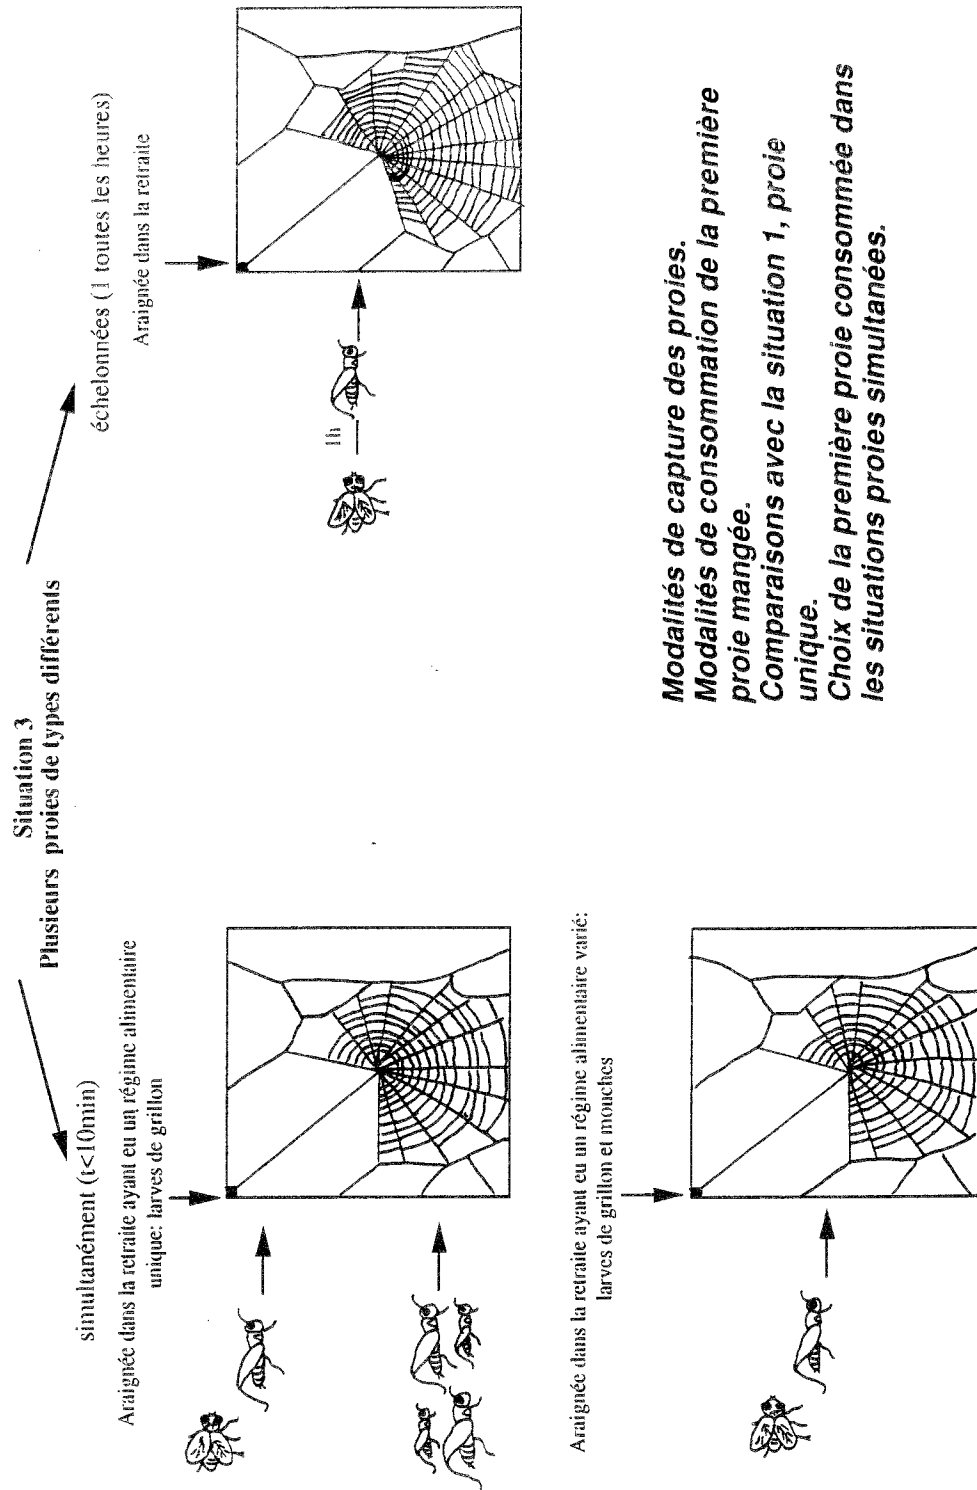 Situation 3
Plusieurs proies de types différents
simultanément (t<10min)
Araignée dans la retraite ayant eu un régime alimentaire
unique: larves de grillon
Araignée dans la retraite ayant eu un régime alimentaire varié:
larves de grillon et mouches
échelonnées (1 toutes les heures)
Araignée dans la retraite
1h
Modalités de capture des proies.
Modalités de consommation de la première
proie mangée.
Comparaisons avec la situation 1, proie
unique.
Choix de la première proie consommée dans
les situations proies simultanées.